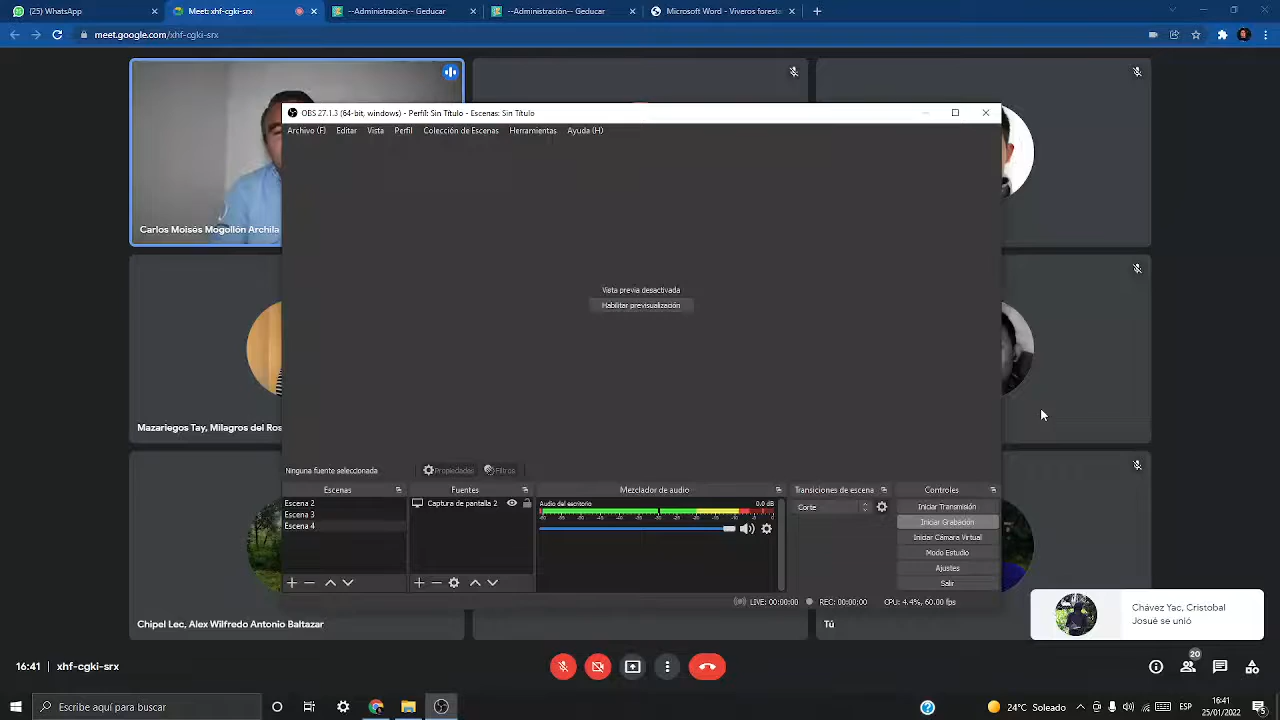 (25) WhatsApp
Meet: xhf-cgki-srx
--Administración-- Geducar
--Administración-- Geducar
Microsoft Word - Viveros foresta
meet.google.com/xhf-cgki-srx
OBS 27.1.3 (64-bit, windows) - Perfil: Sin Título - Escenas: Sin Título
Archivo (F) Editar Vista Perfil Colección de Escenas Herramientas Ayuda (H)
Carlos Moisés Mogollón Archila
Vista previa desactivada
Habilitar previsualización
Mazariegos Tay, Milagros del Ros
Ninguna fuente seleccionada
Propiedades
Filtros
Escenas
Fuentes
Mezclador de audio
Transiciones de escena
Controles
Escena 2
Escena 3
Escena 4
Captura de pantalla 2
Audio del escritorio
0.0 dB
Corte
Iniciar Transmisión
Iniciar Grabación
Iniciar Cámara Virtual
Modo Estudio
Ajustes
Salir
LIVE: 00:00:00
REC: 00:00:00
CPU: 4.4%, 60.00 fps
Chipel Lec, Alex Wilfredo Antonio Baltazar
Tú
Chávez Yac, Cristobal
Josué se unió
16:41
xhf-cgki-srx
20
Escribe aquí para buscar
24°C Soleado
ESP
16:41
25/01/2022